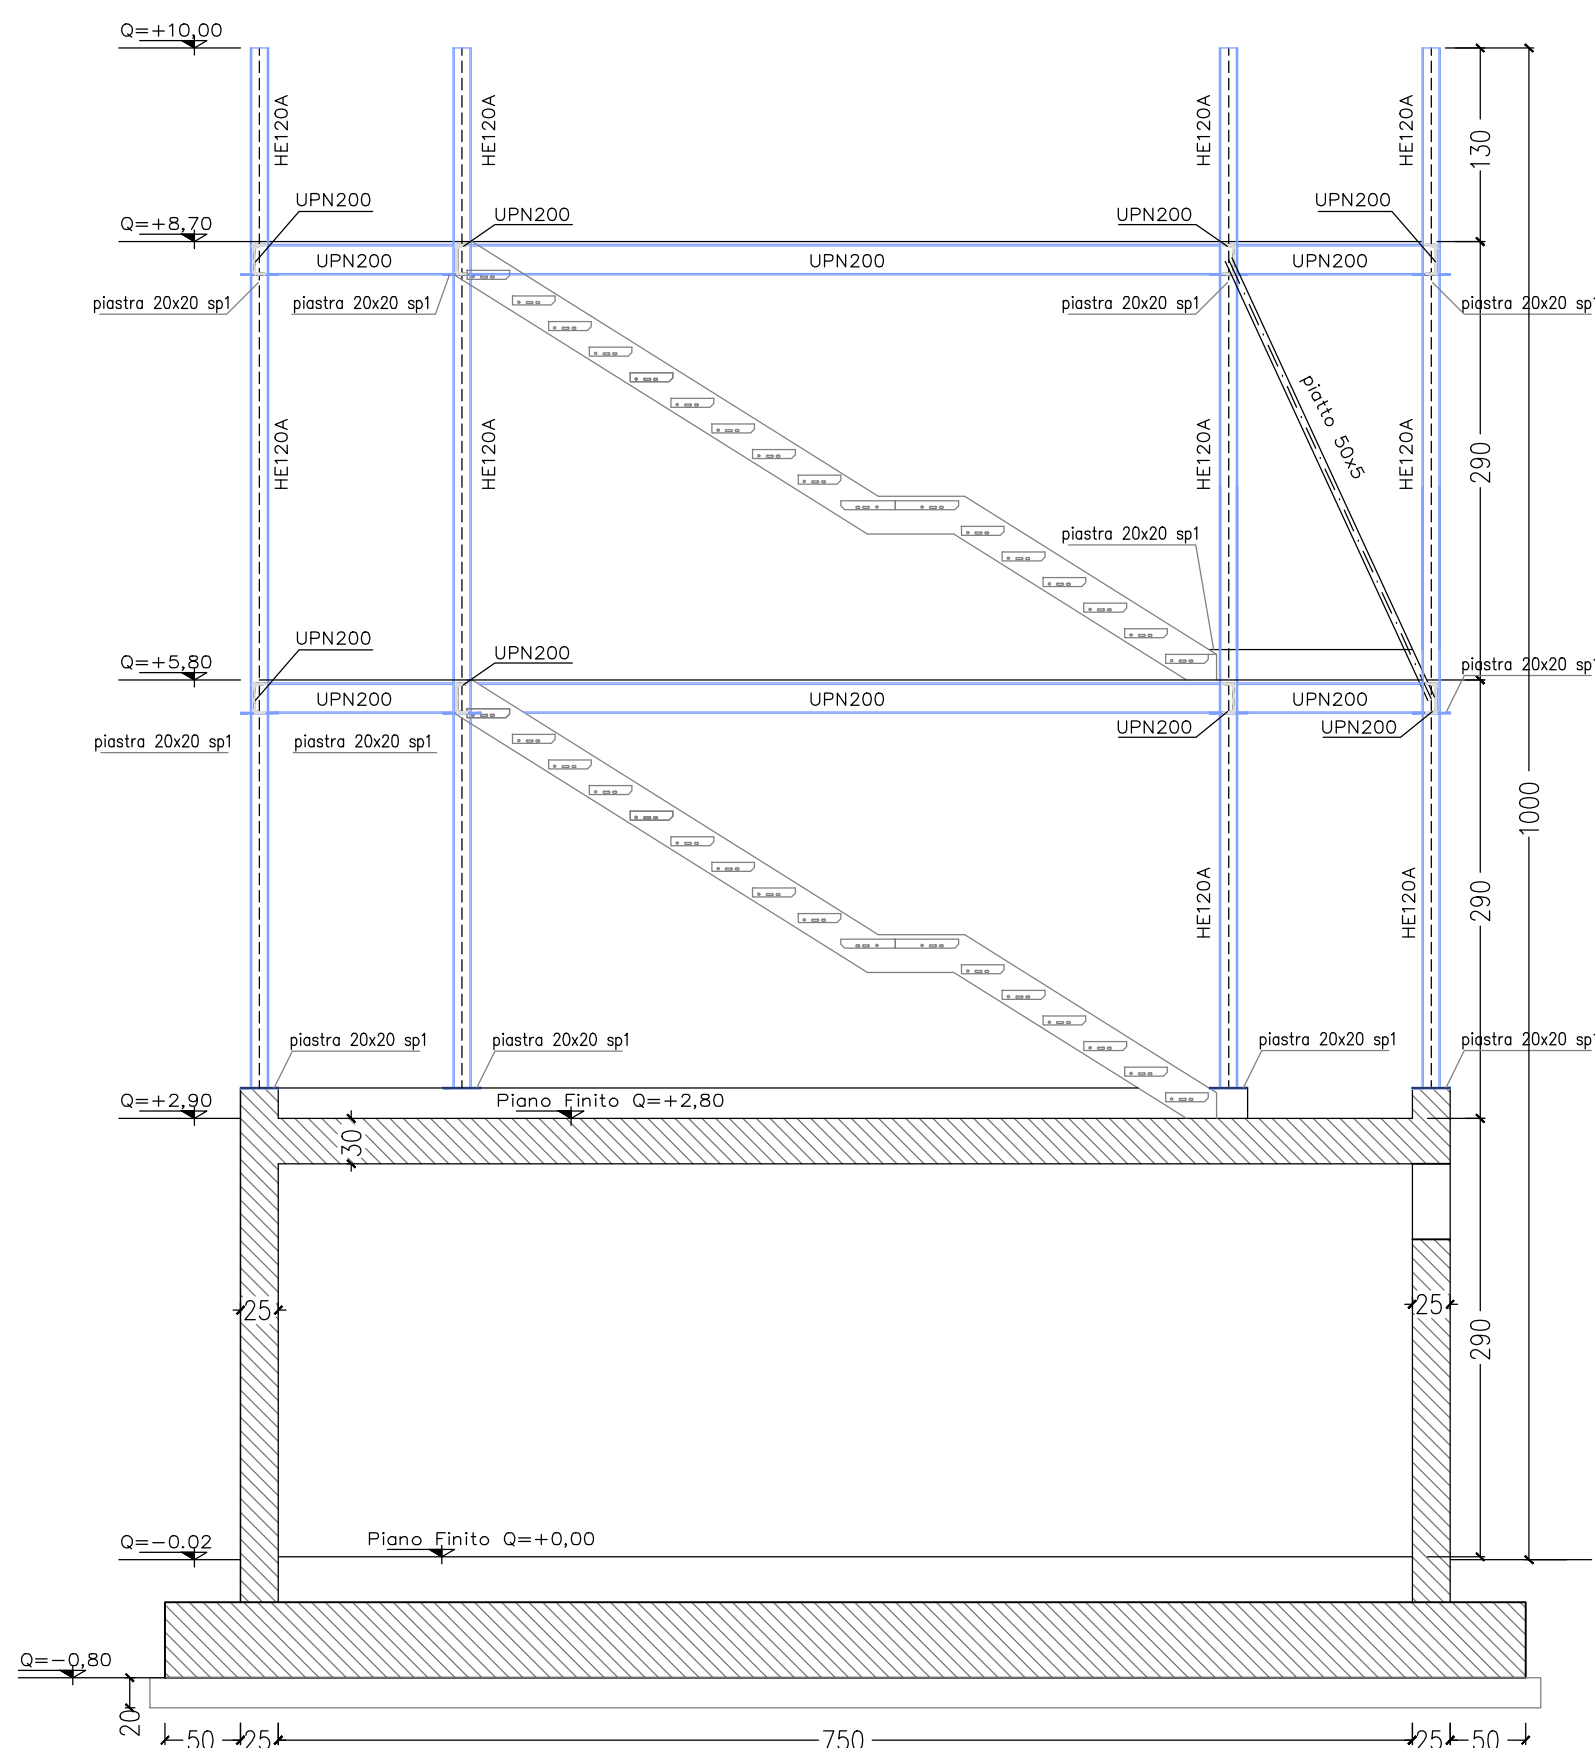 Q=+10,00
HE120A
HE120A
HE120A
HE120A
130
UPN200
UPN200
UPN200
UPN200
Q=+8,70
UPN200
UPN200
UPN200
piastra 20x20 sp1
piastra 20x20 sp1
piastra 20x20 sp1
piastra 20x20 sp1
piatto 50x5
HE120A
HE120A
HE120A
HE120A
290
piastra 20x20 sp1
UPN200
UPN200
Q=+5,80
piastra 20x20 sp1
UPN200
UPN200
UPN200
UPN200
UPN200
piastra 20x20 sp1
piastra 20x20 sp1
1000
HE120A
HE120A
290
piastra 20x20 sp1
piastra 20x20 sp1
piastra 20x20 sp1
piastra 20x20 sp1
Q=+2,90
Piano Finito Q=+2,80
30
25
25
290
Q=-0.02
Piano Finito Q=+0,00
Q=-0,80
20
50
25
750
25
50